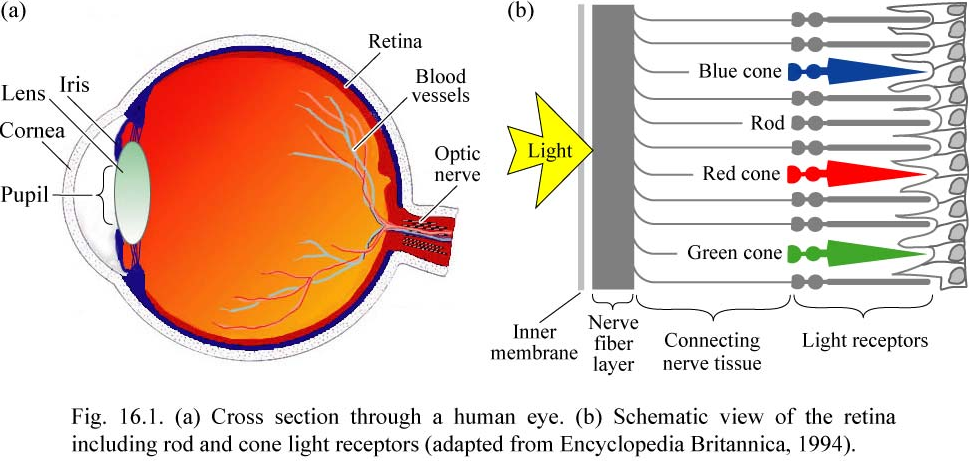 (a)
Retina
Blood
vessels
Iris
Lens
Cornea
Pupil
Optic
nerve
(b)
Blue cone
Rod
Light
Red cone
Green cone
Inner
membrane
Nerve
fiber
layer
Connecting
nerve tissue
Light receptors
Fig. 16.1. (a) Cross section through a human eye. (b) Schematic view of the retina
including rod and cone light receptors (adapted from Encyclopedia Britannica, 1994).